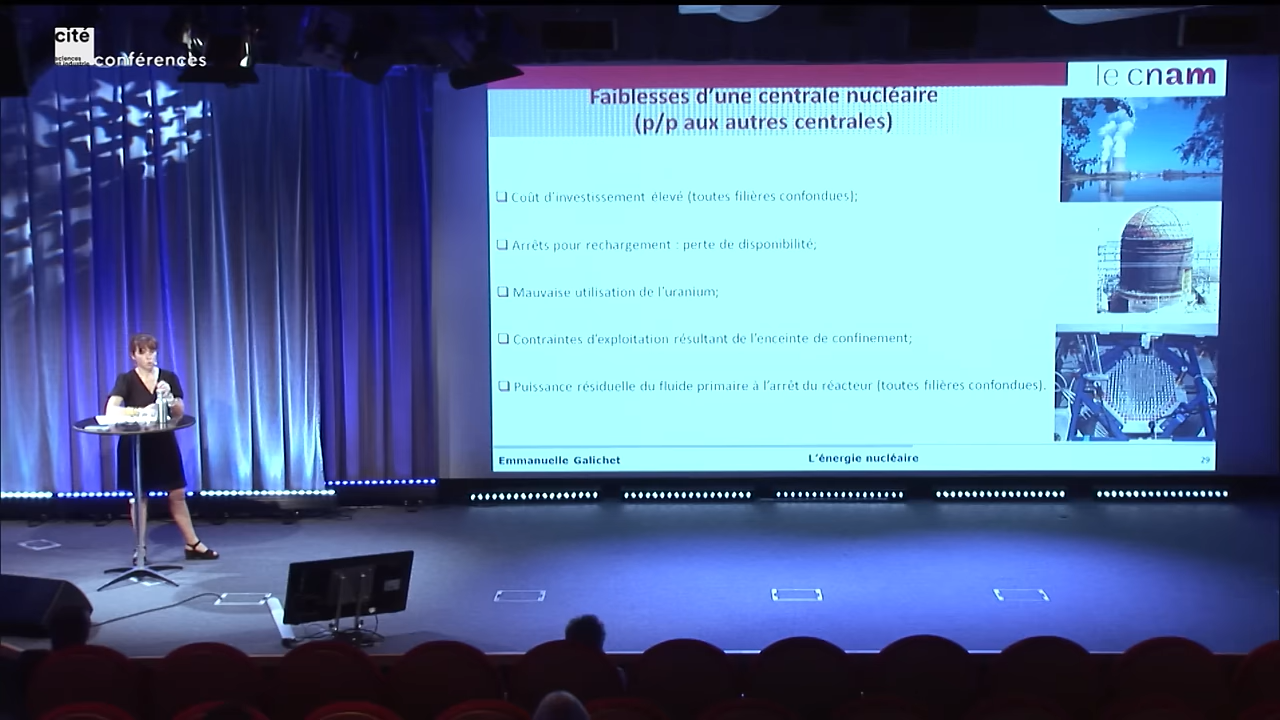 cité
sciences
et industrie
conférences
le cnam
Faiblesses d'une centrale nucléaire
(p/p aux autres centrales)
❑ Coût d'investissement élevé (toutes filières confondues);
❑ Arrêts pour rechargement : perte de disponibilité;
❑ Mauvaise utilisation de l'uranium;
❑ Contraintes d'exploitation résultant de l'enceinte de confinement;
❑ Puissance résiduelle du fluide primaire à l'arrêt du réacteur (toutes filières confondues).
Emmanuelle Galichet
L'énergie nucléaire
29